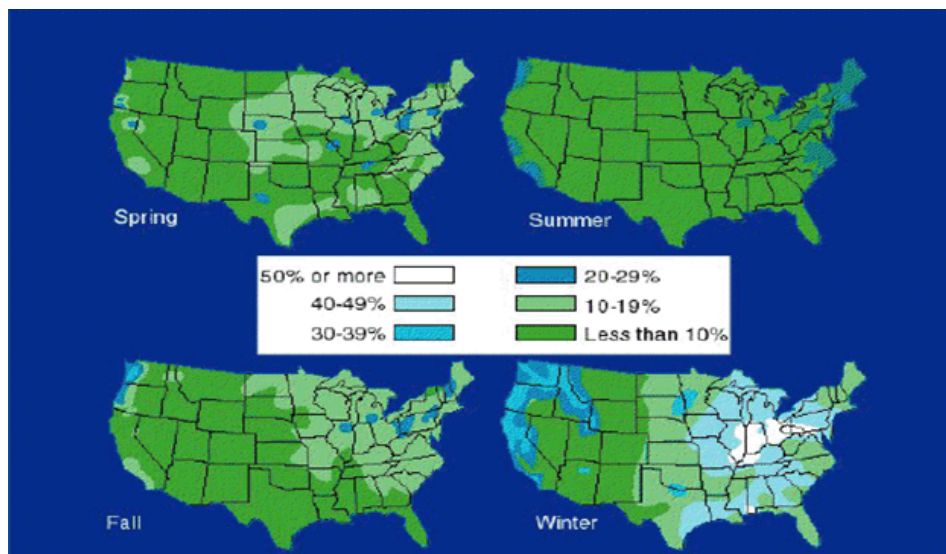 Spring
Summer
50% or more
20-29%
40-49%
10-19%
30-39%
Less than 10%
Fall
Winter